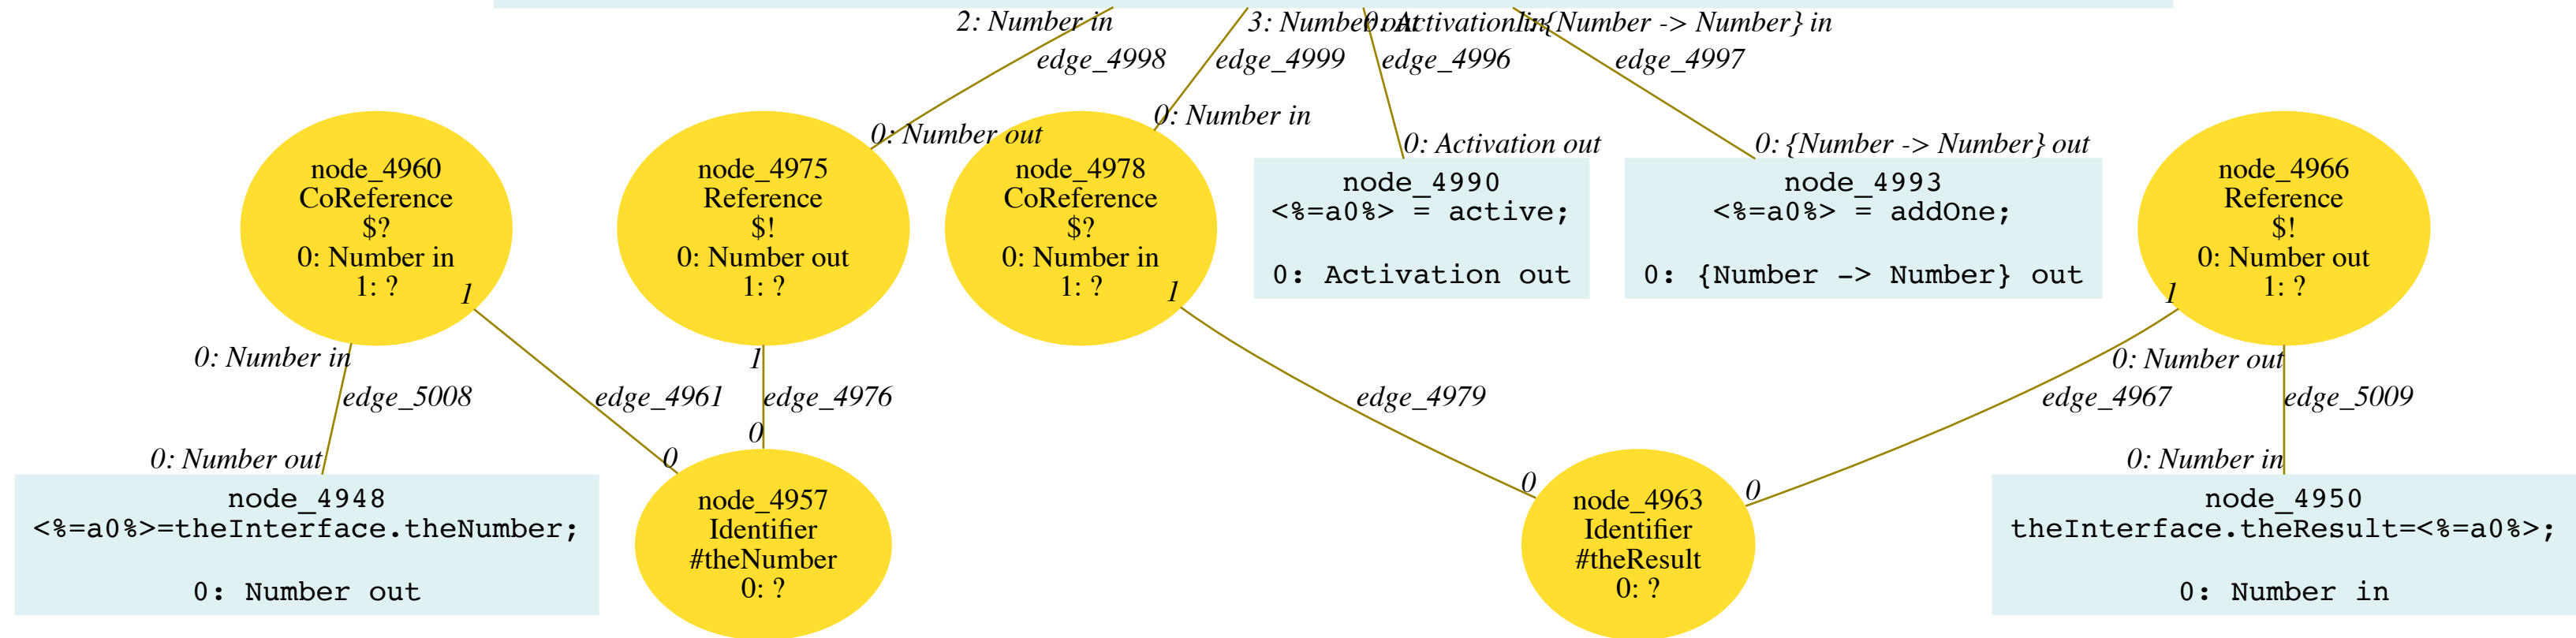 2: Number in
3: Number out
0: Activation in
1: {Number -> Number} in
edge_4998
edge_4999
edge_4996
edge_4997
0: Number out
0: Number in
0: Activation out
0: {Number -> Number} out
node_4960
CoReference
$?
0: Number in
1: ?
1
node_4975
Reference
$!
0: Number out
1: ?
node_4978
CoReference
$?
0: Number in
1: ?
1
node_4990
<%=a0%> = active;
0: Activation out
node_4993
<%=a0%> = addOne;
0: {Number -> Number} out
node_4966
Reference
$!
0: Number out
1: ?
1
0: Number in
1
0: Number out
edge_5008
edge_4961
edge_4976
edge_4979
edge_4967
edge_5009
0: Number out
0
0
0
0
0: Number in
node_4948
<%=a0%>=theInterface.theNumber;
0: Number out
node_4957
Identifier
#theNumber
0: ?
node_4963
Identifier
#theResult
0: ?
node_4950
theInterface.theResult=<%=a0%>;
0: Number in